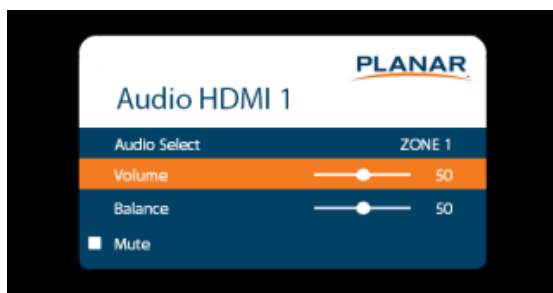 PLANAR
Audio HDMI 1
Audio Select ZONE 1
Volume 50
Balance 50
Mute